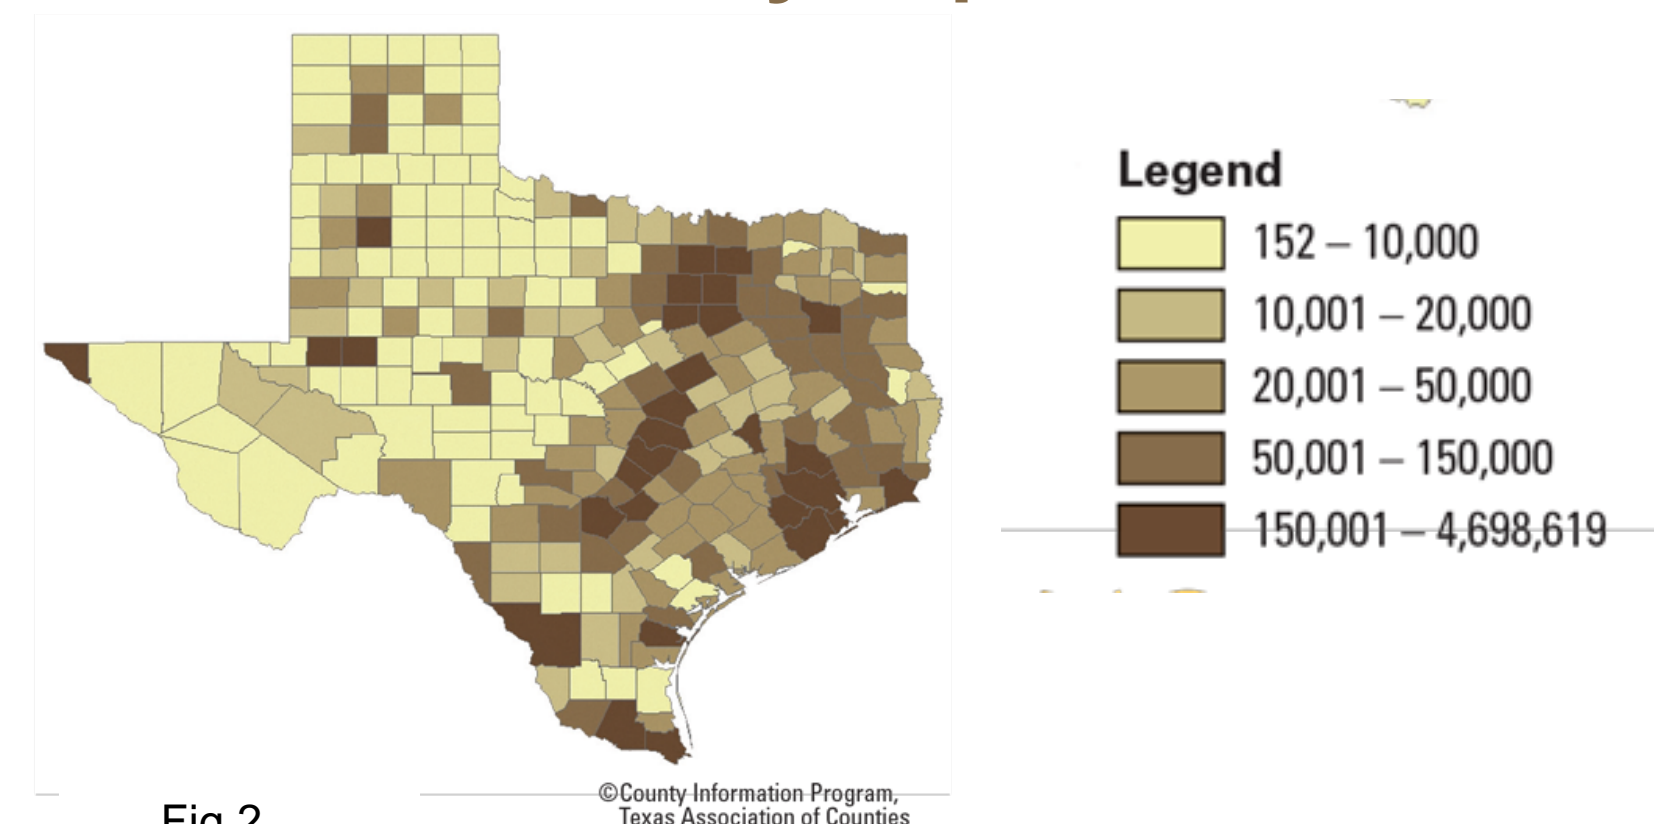 Legend
152 – 10,000
10,001 – 20,000
20,001 – 50,000
50,001 – 150,000
150,001 – 4,698,619
©County Information Program,
Texas Association of Counties
Fig 2